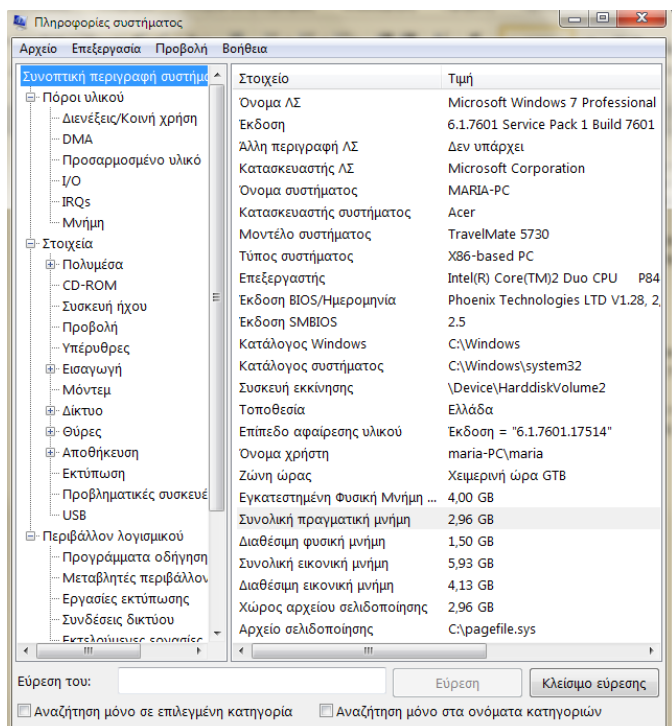 Πληροφορίες συστήματος
Αρχείο Επεξεργασία Προβολή Βοήθεια
Συνοπτική περιγραφή συστήμα
Πόροι υλικού
Διενέξεις/Κοινή χρήση
DMA
Προσαρμοσμένο υλικό
I/O
IRQs
Μνήμη
Στοιχεία
Πολυμέσα
CD-ROM
Συσκευή ήχου
Προβολή
Υπέρυθρες
Εισαγωγή
Μόντεμ
Δίκτυο
Θύρες
Αποθήκευση
Εκτύπωση
Προβληματικές συσκευέ
USB
Περιβάλλον λογισμικού
Προγράμματα οδήγηση
Μεταβλητές περιβάλλον
Εργασίες εκτύπωσης
Συνδέσεις δικτύου
Εκτελούμενες εργασίες
Στοιχείο Τιμή
Όνομα ΛΣ Microsoft Windows 7 Professional
Έκδοση 6.1.7601 Service Pack 1 Build 7601
Άλλη περιγραφή ΛΣ Δεν υπάρχει
Κατασκευαστής ΛΣ Microsoft Corporation
Όνομα συστήματος MARIA-PC
Κατασκευαστής συστήματος Acer
Μοντέλο συστήματος TravelMate 5730
Τύπος συστήματος X86-based PC
Επεξεργαστής Intel(R) Core(TM)2 Duo CPU P84
Έκδοση BIOS/Ημερομηνία Phoenix Technologies LTD V1.28, 2,
Έκδοση SMBIOS 2.5
Κατάλογος Windows C:\Windows
Κατάλογος συστήματος C:\Windows\system32
Συσκευή εκκίνησης \Device\HarddiskVolume2
Τοποθεσία Ελλάδα
Επίπεδο αφαίρεσης υλικού Έκδοση = "6.1.7601.17514"
Όνομα χρήστη maria-PC\maria
Ζώνη ώρας Χειμερινή ώρα GTB
Εγκατεστημένη Φυσική Μνήμη ... 4,00 GB
Συνολική πραγματική μνήμη 2,96 GB
Διαθέσιμη φυσική μνήμη 1,50 GB
Συνολική εικονική μνήμη 5,93 GB
Διαθέσιμη εικονική μνήμη 4,13 GB
Χώρος αρχείου σελιδοποίησης 2,96 GB
Αρχείο σελιδοποίησης C:\pagefile.sys
Εύρεση του: Εύρεση Κλείσιμο εύρεσης
Αναζήτηση μόνο σε επιλεγμένη κατηγορία Αναζήτηση μόνο στα ονόματα κατηγοριών